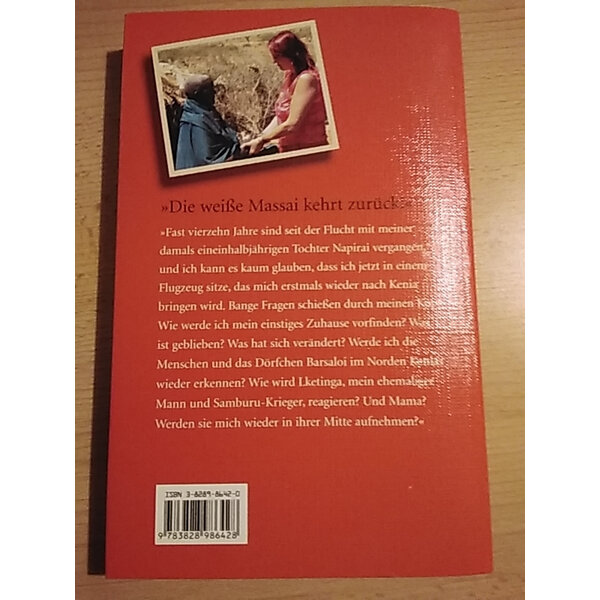 »Die weiße Massai kehrt zurück.«
»Fast vierzehn Jahre sind seit der Flucht mit meiner
damals eineinhalbjährigen Tochter Napirai vergangen,
und ich kann es kaum glauben, dass ich jetzt in einem
Flugzeug sitze, das mich erstmals wieder nach Kenia
bringen wird. Bange Fragen schießen durch meinen
Wie werde ich mein einstiges Zuhause vorfinden? Was
ist geblieben? Was hat sich verändert? Werde ich die
Menschen und das Dörfchen Barsaloi im Norden Kenias
wieder erkennen? Wie wird Lketinga, mein ehemaliger
Mann und Samburu-Krieger, reagieren? Und Mama?
Werden sie mich wieder in ihrer Mitte aufnehmen?«
ISBN 3-8289-8642-0
9 783828 986428